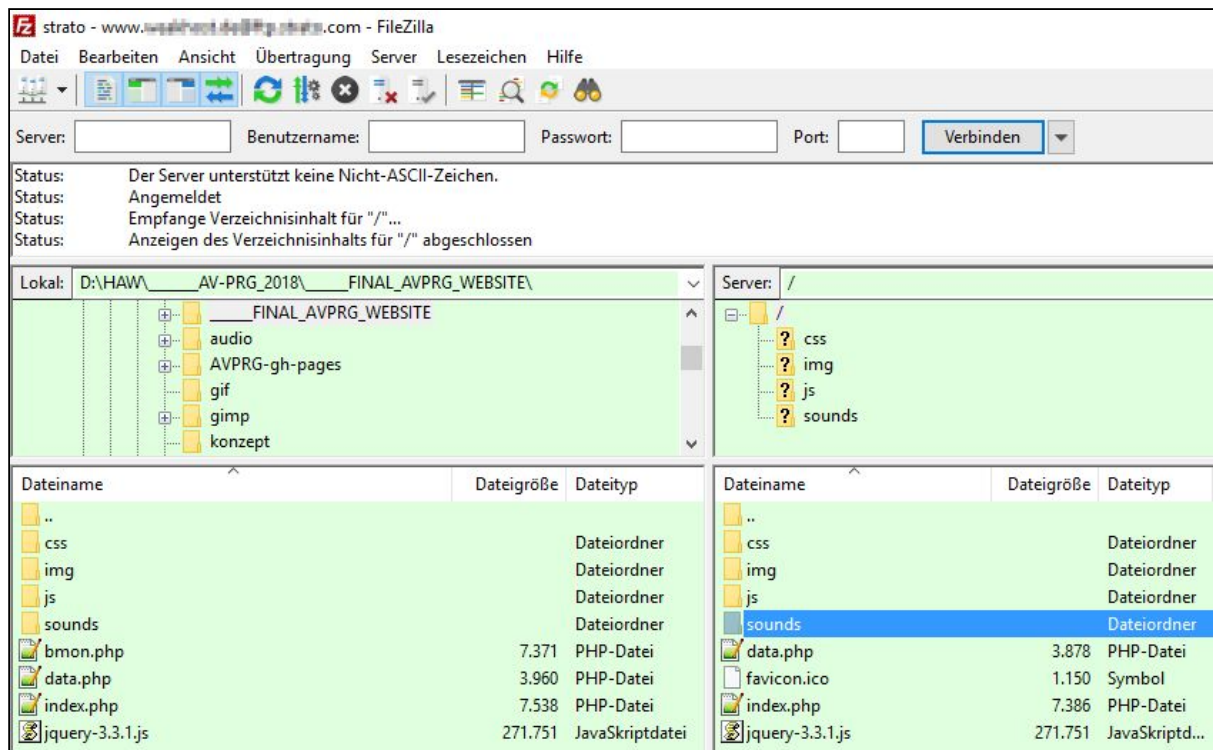 strato - www. .com - FileZilla
Datei Bearbeiten Ansicht Übertragung Server Lesezeichen Hilfe
Server: Benutzername: Passwort: Port: Verbinden
Status: Der Server unterstützt keine Nicht-ASCII-Zeichen.
Status: Angemeldet
Status: Empfange Verzeichnisinhalt für "/"...
Status: Anzeigen des Verzeichnisinhalts für "/" abgeschlossen
Lokal: D:\HAW\______AV-PRG_2018\_____FINAL_AVPRG_WEBSITE\
_____FINAL_AVPRG_WEBSITE
audio
AVPRG-gh-pages
gif
gimp
konzept
Server: /
/
? css
? img
? js
? sounds
Dateiname Dateigröße Dateityp
..
css Dateiordner
img Dateiordner
js Dateiordner
sounds Dateiordner
bmon.php 7.371 PHP-Datei
data.php 3.960 PHP-Datei
index.php 7.538 PHP-Datei
jquery-3.3.1.js 271.751 JavaSkriptdatei
Dateiname Dateigröße Dateityp
..
css Dateiordner
img Dateiordner
js Dateiordner
sounds Dateiordner
data.php 3.878 PHP-Datei
favicon.ico 1.150 Symbol
index.php 7.386 PHP-Datei
jquery-3.3.1.js 271.751 JavaSkriptd...